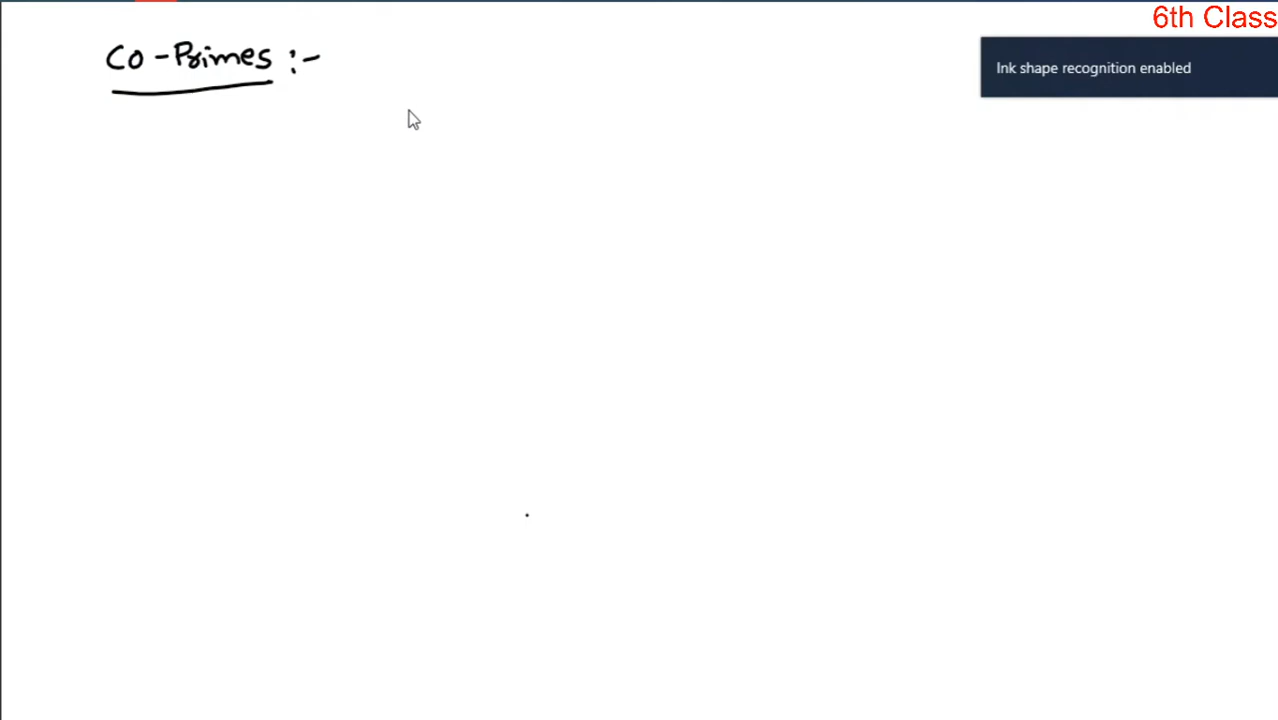 6th Class
Co-Primes :-
Ink shape recognition enabled